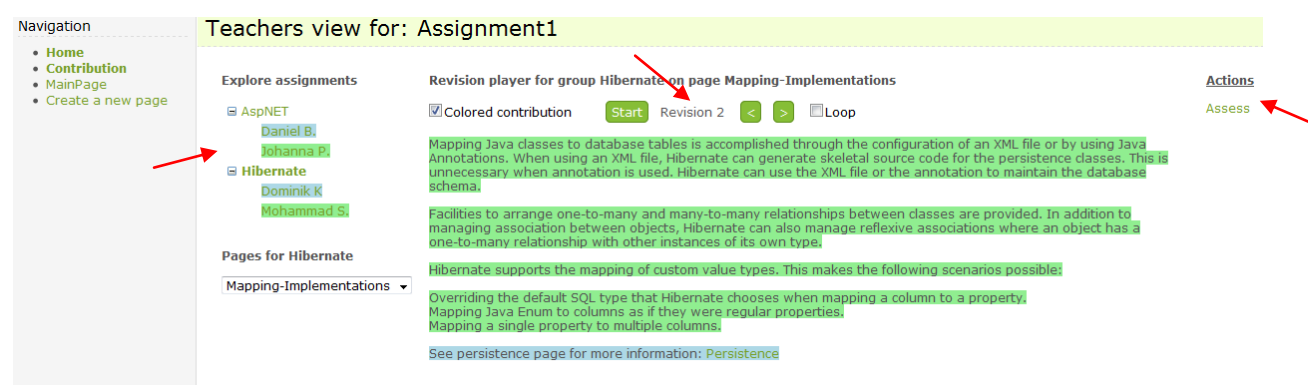 Navigation
Home
Contribution
MainPage
Create a new page
Teachers view for: Assignment1
Explore assignments
AspNET
Daniel B.
Johanna P.
Hibernate
Dominik K
Mohammad S.
Pages for Hibernate
Mapping-Implementations
Revision player for group Hibernate on page Mapping-Implementations
Colored contribution Start Revision 2 < > Loop
Mapping Java classes to database tables is accomplished through the configuration of an XML file or by using Java
Annotations. When using an XML file, Hibernate can generate skeletal source code for the persistence classes. This is
unnecessary when annotation is used. Hibernate can use the XML file or the annotation to maintain the database
schema.
Facilities to arrange one-to-many and many-to-many relationships between classes are provided. In addition to
managing association between objects, Hibernate can also manage reflexive associations where an object has a
one-to-many relationship with other instances of its own type.
Hibernate supports the mapping of custom value types. This makes the following scenarios possible:
Overriding the default SQL type that Hibernate chooses when mapping a column to a property.
Mapping Java Enum to columns as if they were regular properties.
Mapping a single property to multiple columns.
See persistence page for more information: Persistence
Actions
Assess